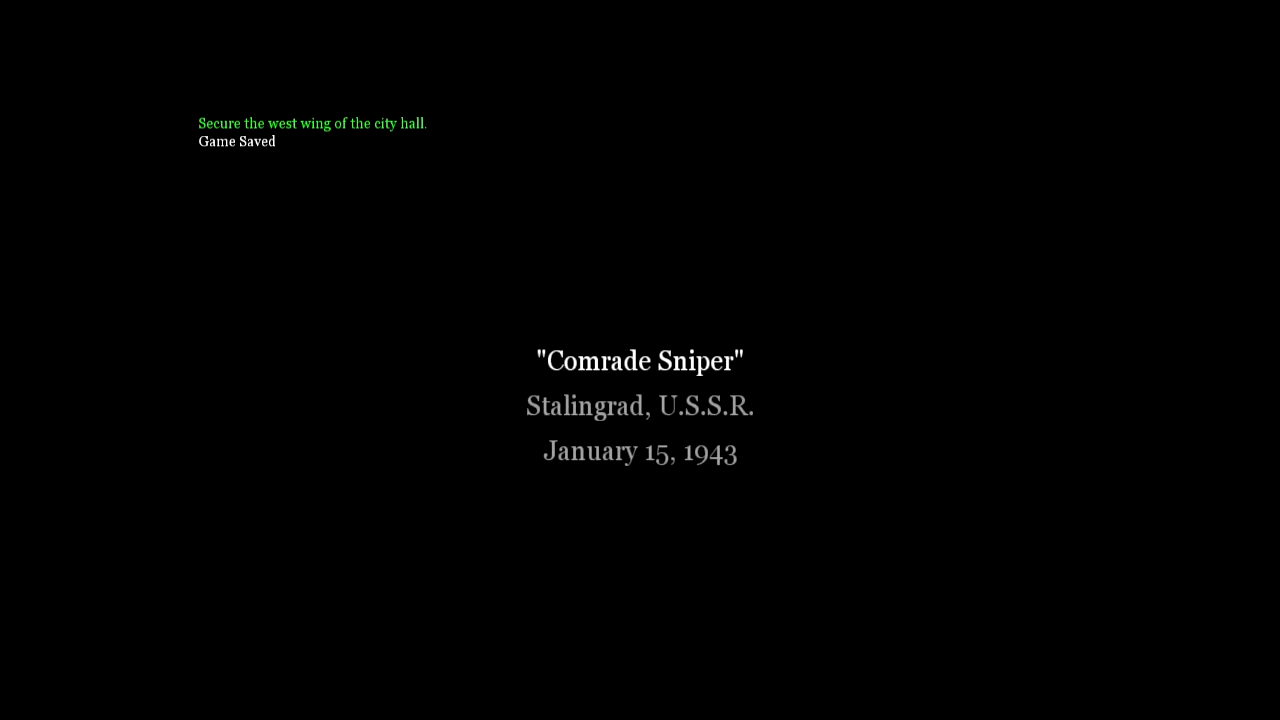 Secure the west wing of the city hall.
Game Saved
"Comrade Sniper"
Stalingrad, U.S.S.R.
January 15, 1943